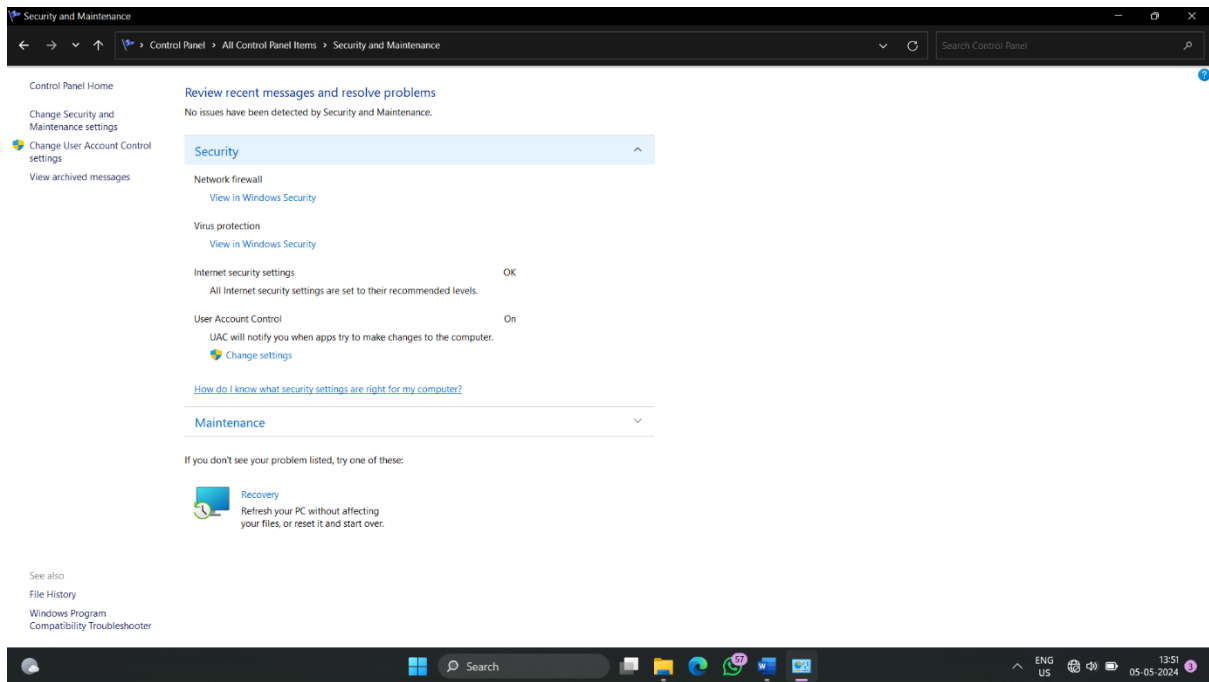 Security and Maintenance
Control Panel > All Control Panel Items > Security and Maintenance
Search Control Panel
Control Panel Home
Change Security and
Maintenance settings
Change User Account Control
settings
View archived messages
Review recent messages and resolve problems
No issues have been detected by Security and Maintenance.
Security
Network firewall
View in Windows Security
Virus protection
View in Windows Security
Internet security settings OK
All Internet security settings are set to their recommended levels.
User Account Control On
UAC will notify you when apps try to make changes to the computer.
Change settings
How do I know what security settings are right for my computer?
Maintenance
If you don't see your problem listed, try one of these:
Recovery
Refresh your PC without affecting
your files, or reset it and start over.
See also
File History
Windows Program
Compatibility Troubleshooter
Search
57
ENG
US
13:51
05-05-2024
3